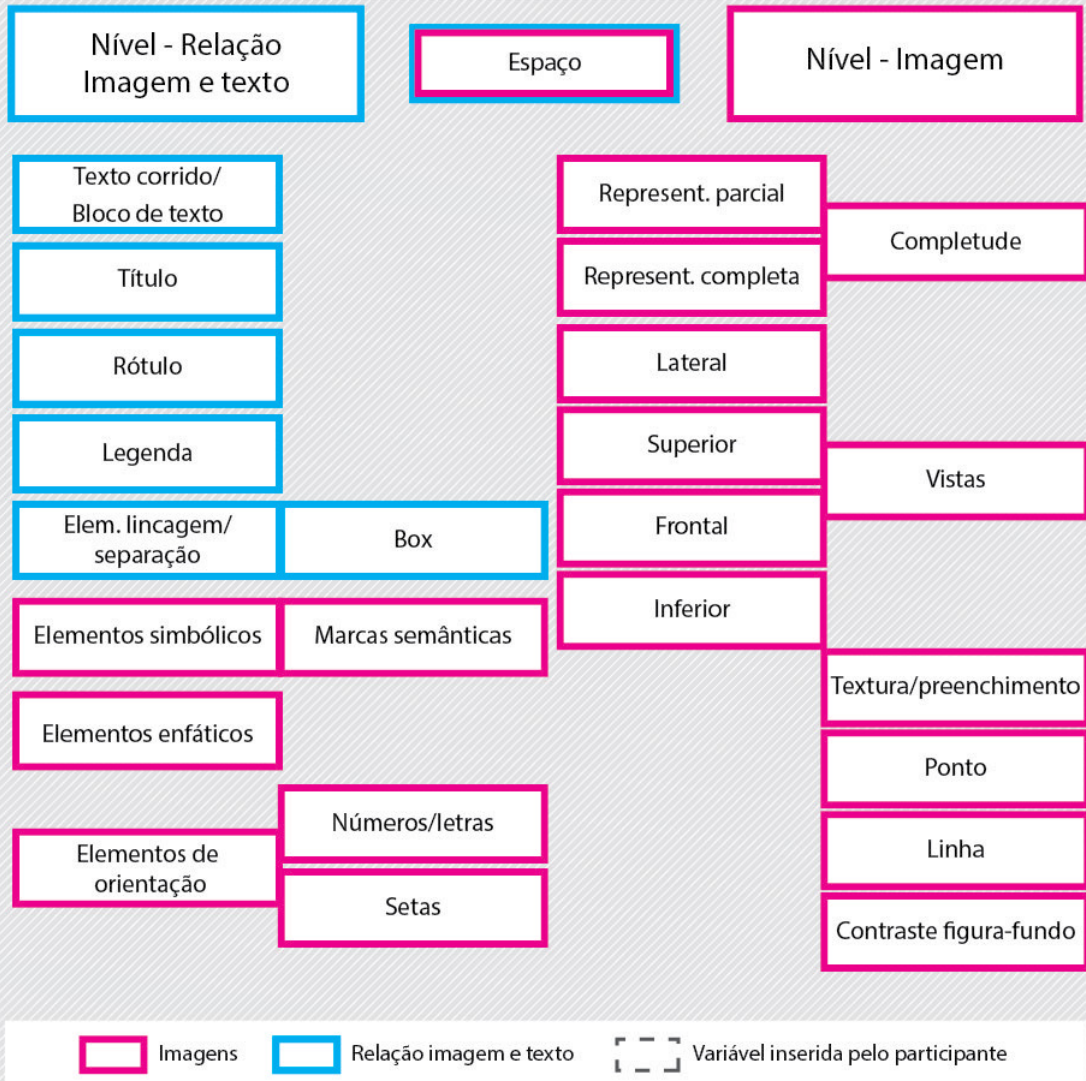 Nível - Relação
Imagem e texto
Espaço
Nível - Imagem
Texto corrido/
Bloco de texto
Título
Rótulo
Legenda
Elem. lincagem/
separação
Box
Elementos simbólicos
Marcas semânticas
Elementos enfáticos
Elementos de
orientação
Números/letras
Setas
Represent. parcial
Represent. completa
Completude
Lateral
Superior
Frontal
Inferior
Vistas
Textura/preenchimento
Ponto
Linha
Contraste figura-fundo
Imagens
Relação imagem e texto
Variável inserida pelo participante